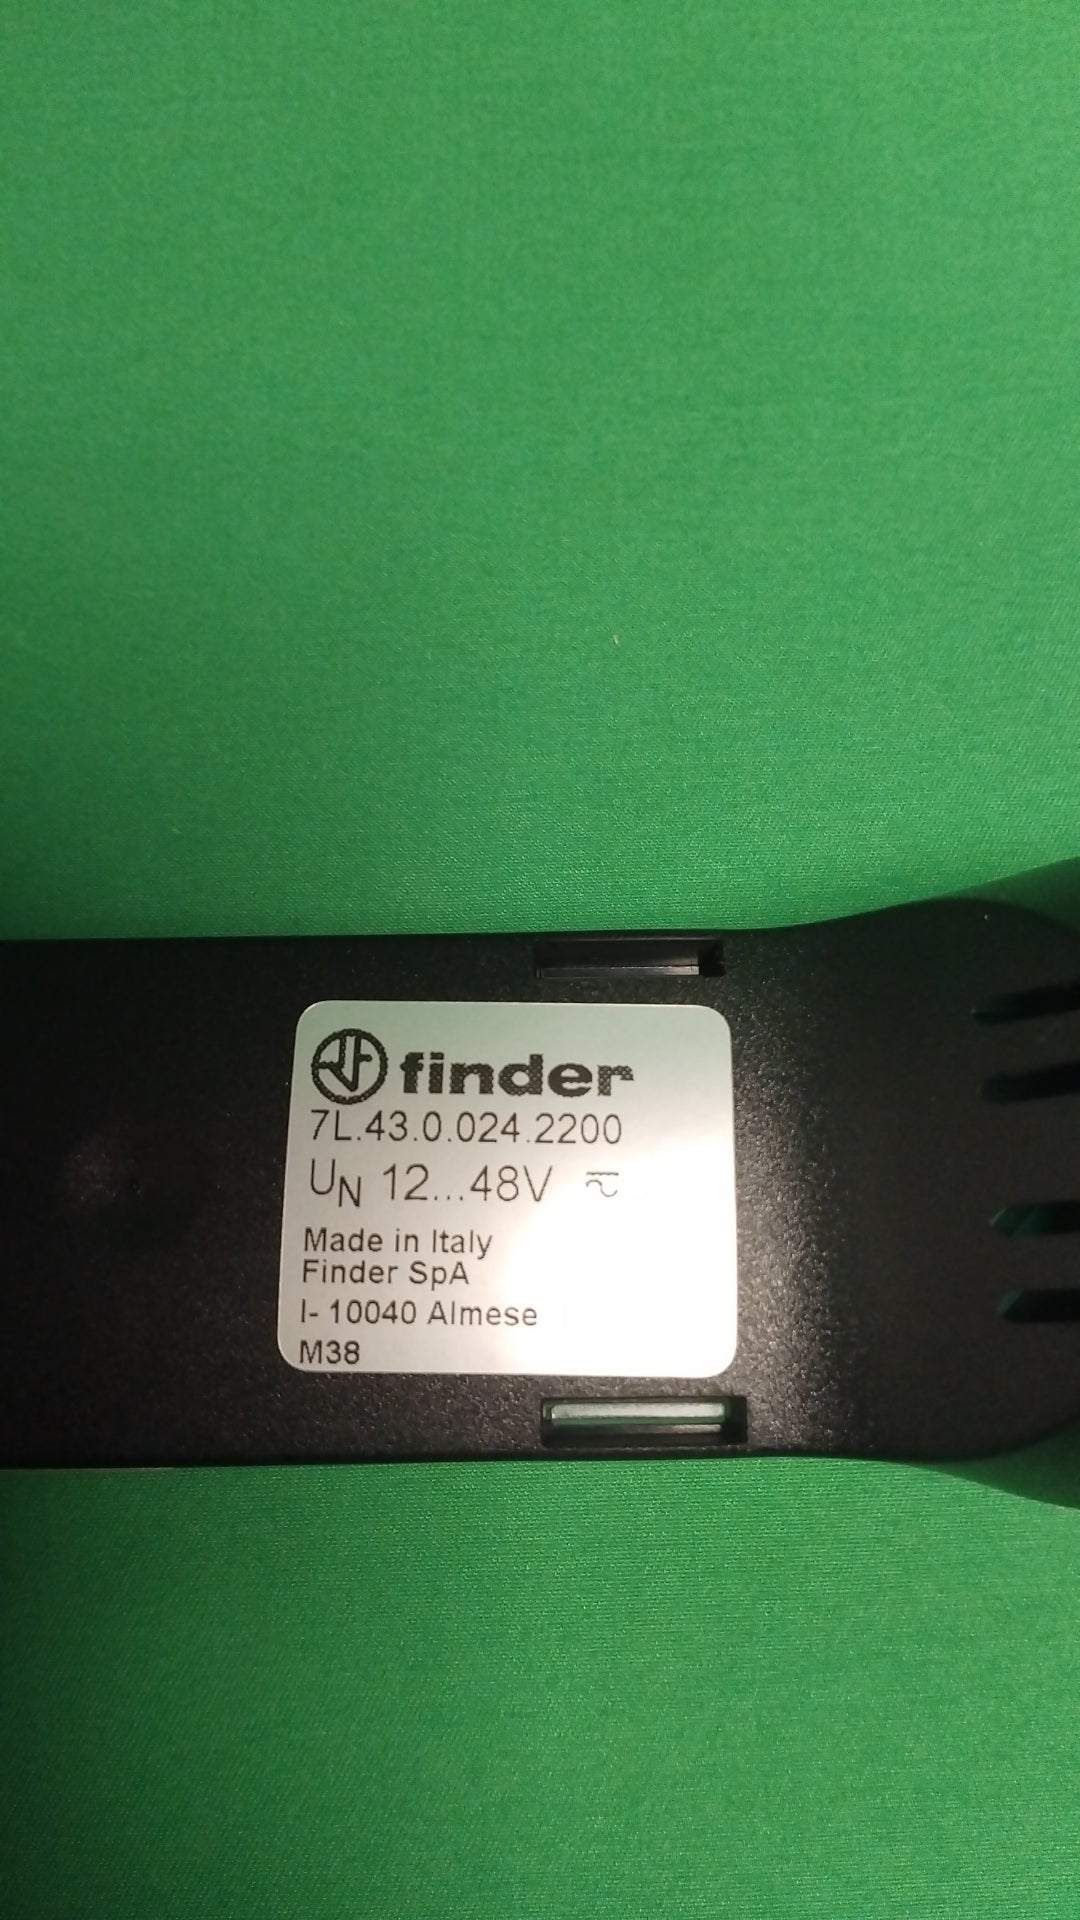 finder
7L.43.0.024.2200
UN 12...48V ⏦
Made in Italy
Finder SpA
I- 10040 Almese
M38